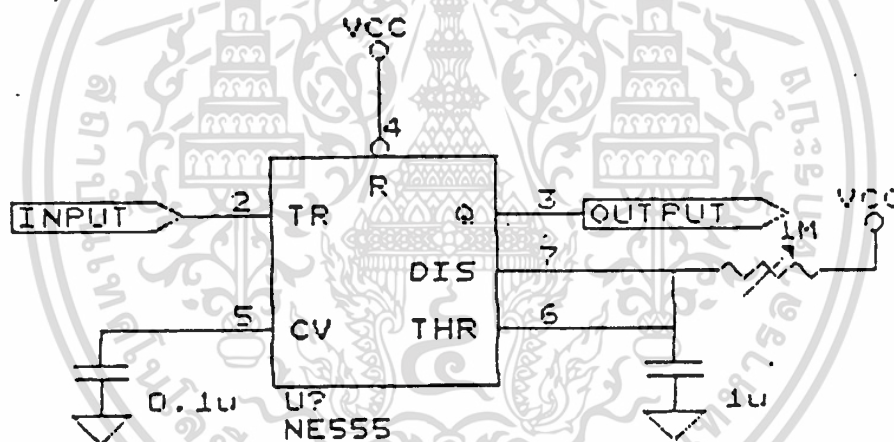 VCC
4
R
INPUT
2
TR
Q
3
OUTPUT
VCC
1M
DIS
7
5
CV
THR
6
0.1u
U?
NE555
1u